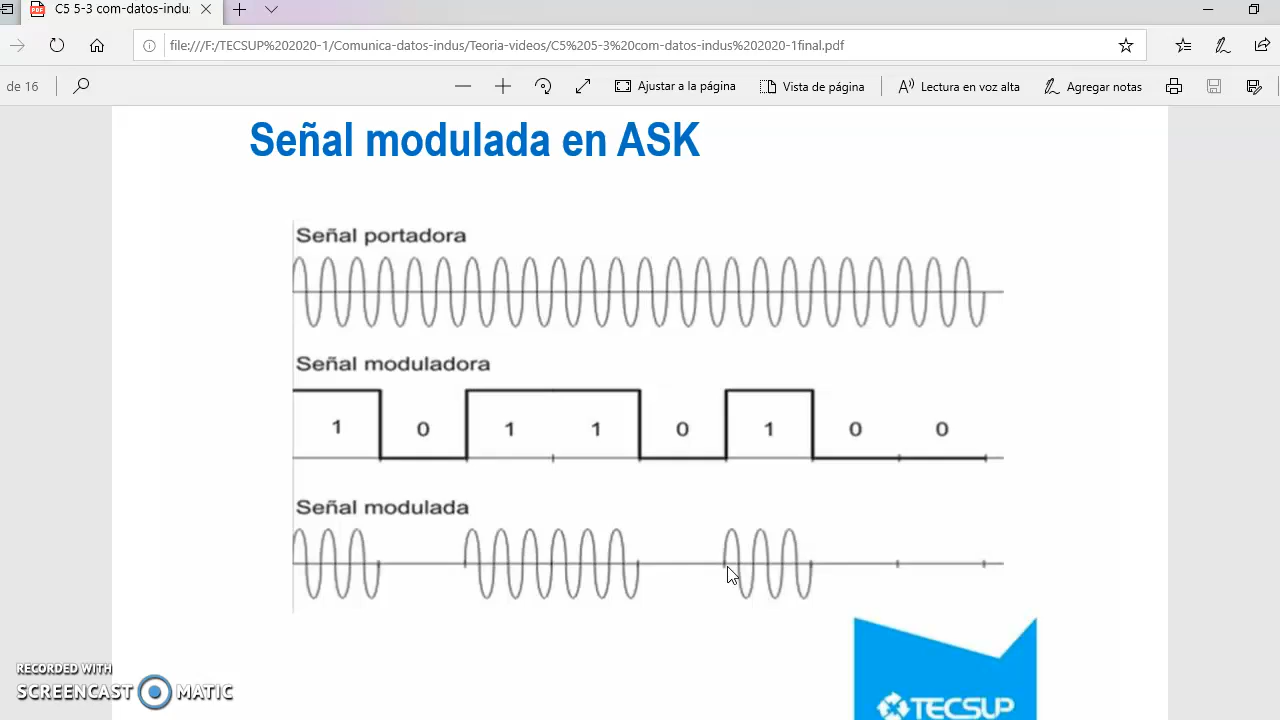 C5 5-3 com-datos-indus
file:///F:/TECSUP%202020-1/Comunica-datos-indus/Teoria-videos/C5%205-3%20com-datos-indus%202020-1final.pdf
de 16
Ajustar a la página
Vista de página
Lectura en voz alta
Agregar notas
Señal modulada en ASK
Señal portadora
Señal moduladora
1 0 1 1 0 1 0 0
Señal modulada
RECORDED WITH
SCREENCAST MATIC
TECSUP